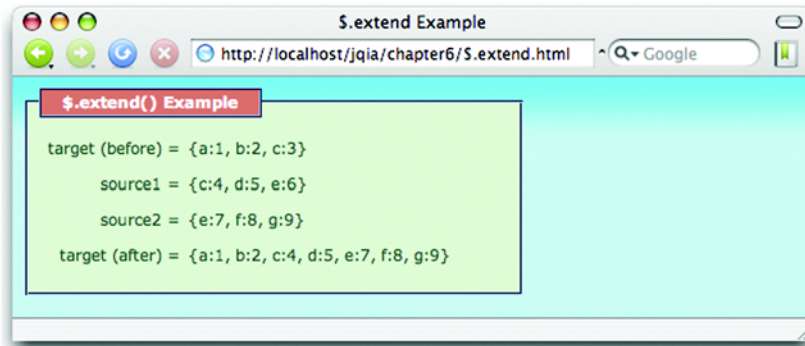 $.extend Example
http://localhost/jqia/chapter6/$.extend.html
Google
$.extend() Example
target (before) = {a:1, b:2, c:3}
source1 = {c:4, d:5, e:6}
source2 = {e:7, f:8, g:9}
target (after) = {a:1, b:2, c:4, d:5, e:7, f:8, g:9}